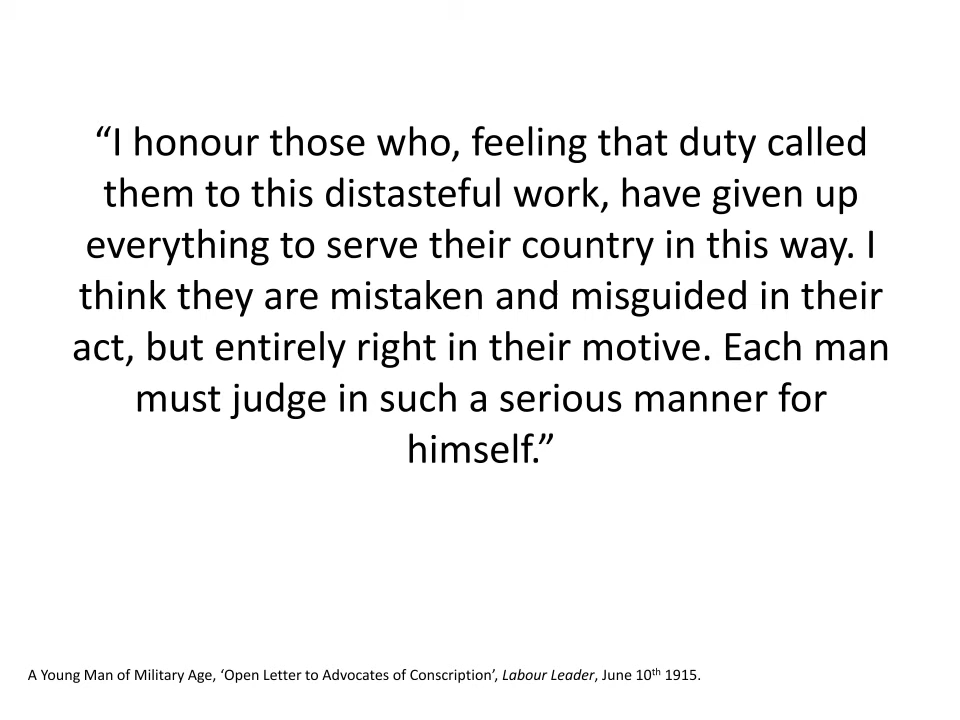 “I honour those who, feeling that duty called
them to this distasteful work, have given up
everything to serve their country in this way. I
think they are mistaken and misguided in their
act, but entirely right in their motive. Each man
must judge in such a serious manner for
himself.”
A Young Man of Military Age, ‘Open Letter to Advocates of Conscription’, Labour Leader, June 10th 1915.